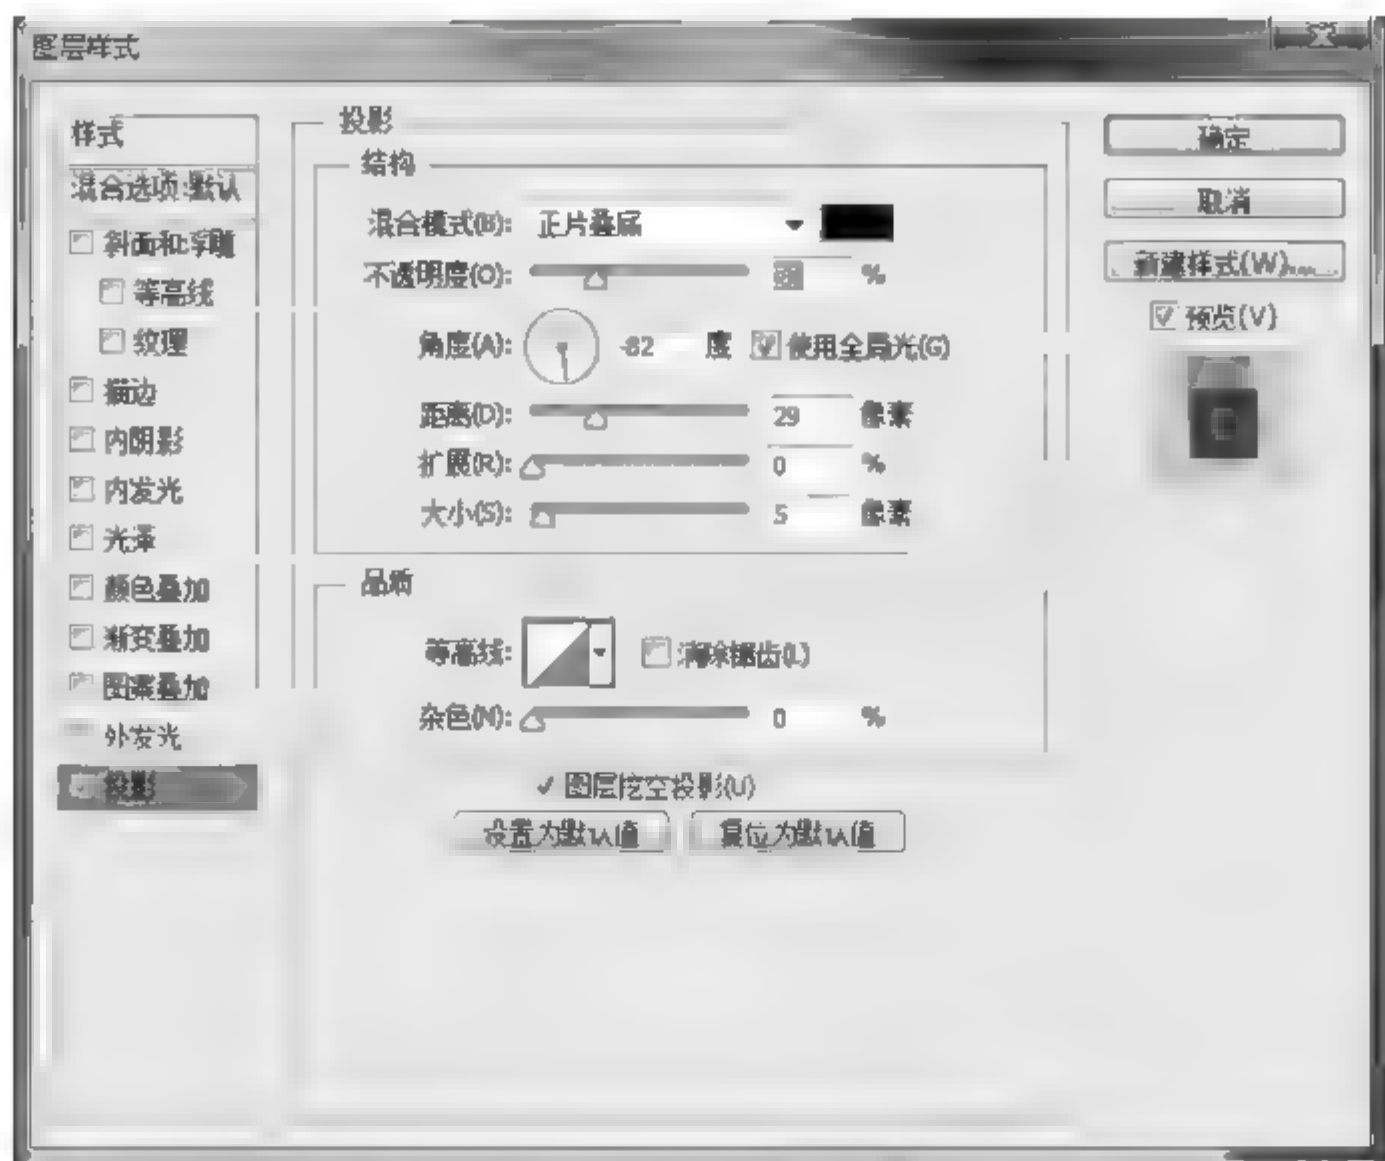 图层样式
样式
混合选项:默认
斜面和浮雕
等高线
纹理
描边
内阴影
内发光
光泽
颜色叠加
渐变叠加
图案叠加
外发光
投影
投影
结构
混合模式(B): 正片叠底
不透明度(O): %
角度(A): -82 度 使用全局光(G)
距离(D): 29 像素
扩展(R): 0 %
大小(S): 5 像素
品质
等高线: 消除锯齿(L)
杂色(N): 0 %
图层挖空投影(U)
设置为默认值 复位为默认值
确定
取消
新建样式(W)...
预览(V)